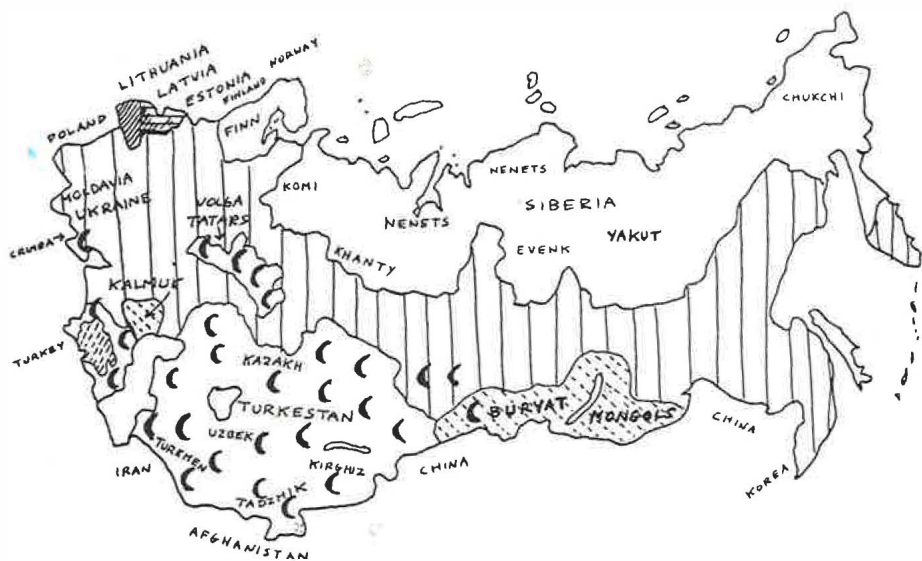 NORWAY
LITHUANIA
LATVIA
ESTONIA
FINLAND
POLAND
FINN
CHUKCHI
KOMI
NENETS
NENETS
SIBERIA
YAKUT
EVENK
MOLDAVIA
UKRAINE
VOLGA
TATARS
KHANTY
KALMUK
TURKEY
KAZAKH
TURKESTAN
UZBEK
TURKMEN
KIRGHIZ
TADZHIK
BURYAT
MONGOLS
IRAN
CHINA
CHINA
KOREA
AFGHANISTAN